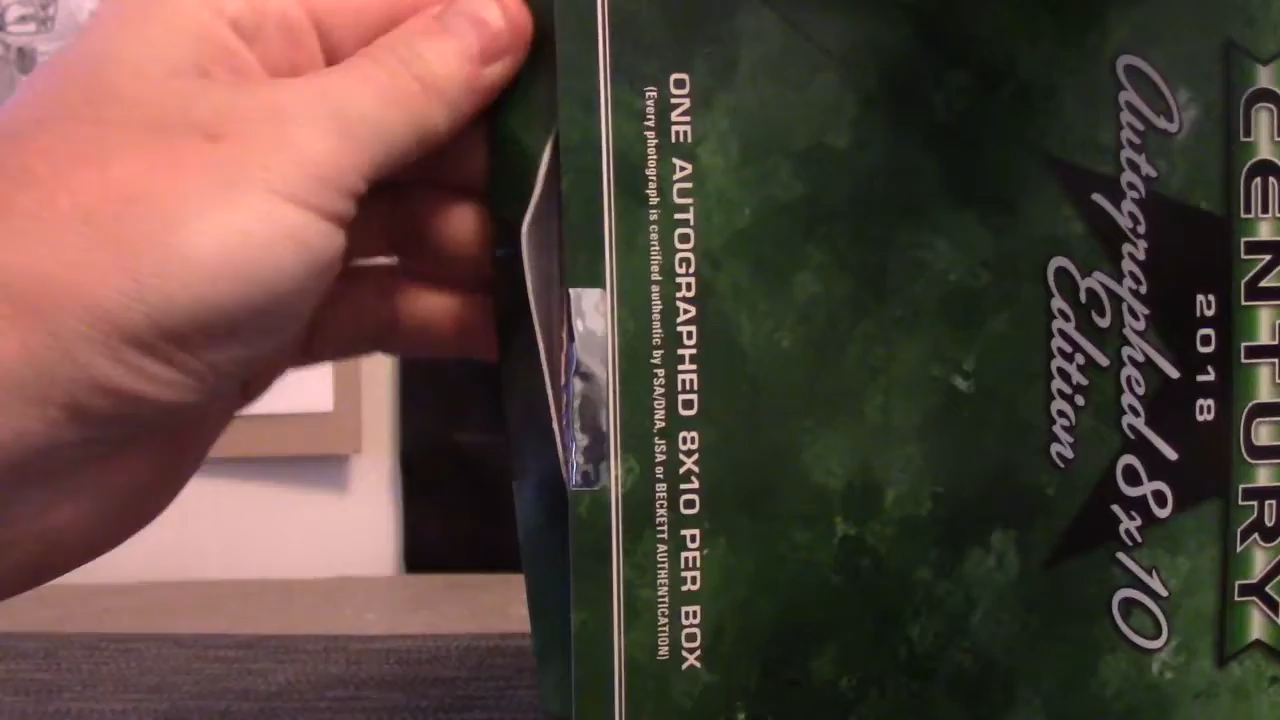 CENTURY
2018
Autographed 8x10
Edition
ONE AUTOGRAPHED 8X10 PER BOX
(Every photograph is certified authentic by PSA/DNA, JSA or BECKETT AUTHENTICATION)